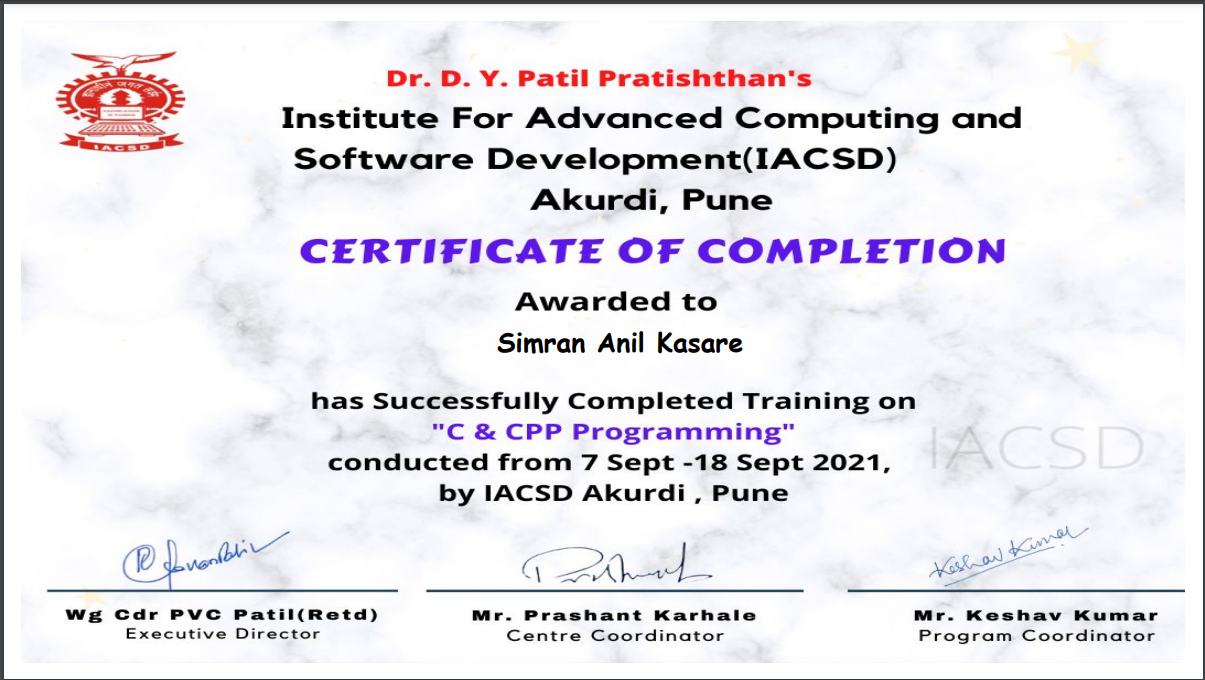 Dr. D. Y. Patil Pratishthan's
Institute For Advanced Computing and
Software Development(IACSD)
Akurdi, Pune
IACSD
CERTIFICATE OF COMPLETION
Awarded to
Simran Anil Kasare
has Successfully Completed Training on
"C & CPP Programming"
conducted from 7 Sept -18 Sept 2021,
by IACSD Akurdi , Pune
IACSD
Keshav Kumar
Wg Cdr PVC Patil(Retd)
Executive Director
Mr. Prashant Karhale
Centre Coordinator
Mr. Keshav Kumar
Program Coordinator